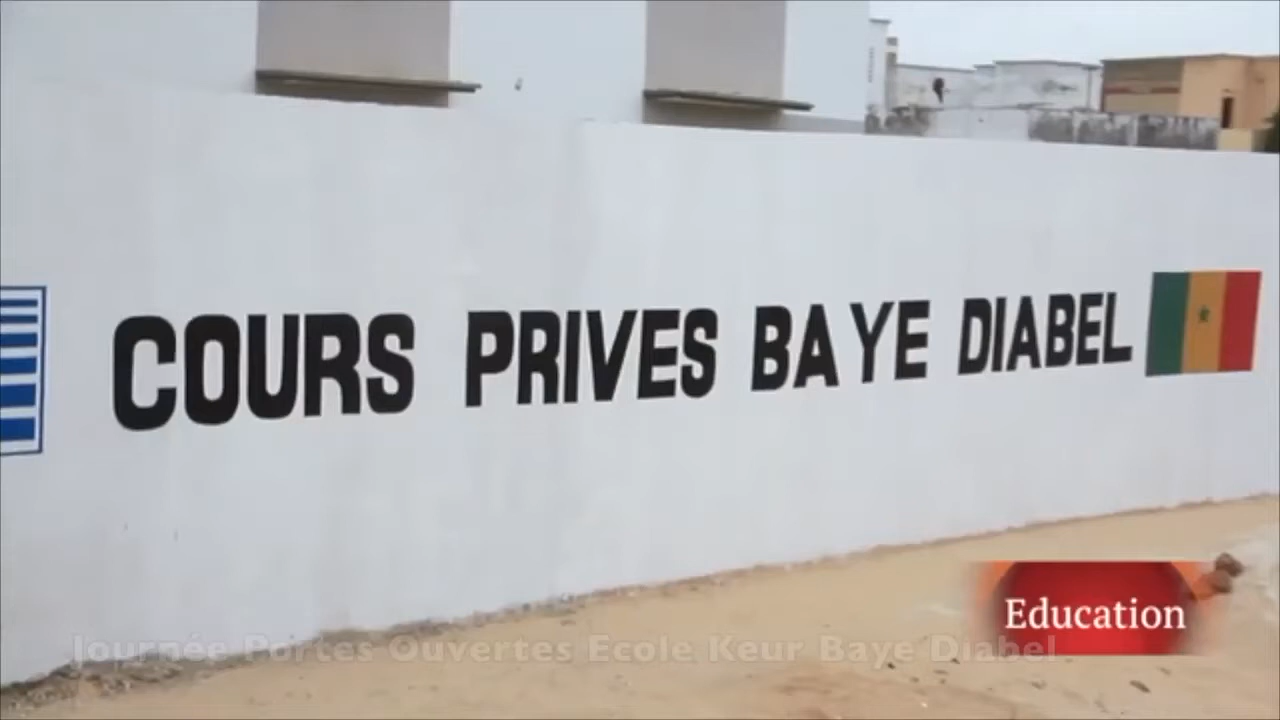 COURS PRIVES BAYE DIABEL
Education
Journée Portes Ouvertes Ecole Keur Baye Diabel